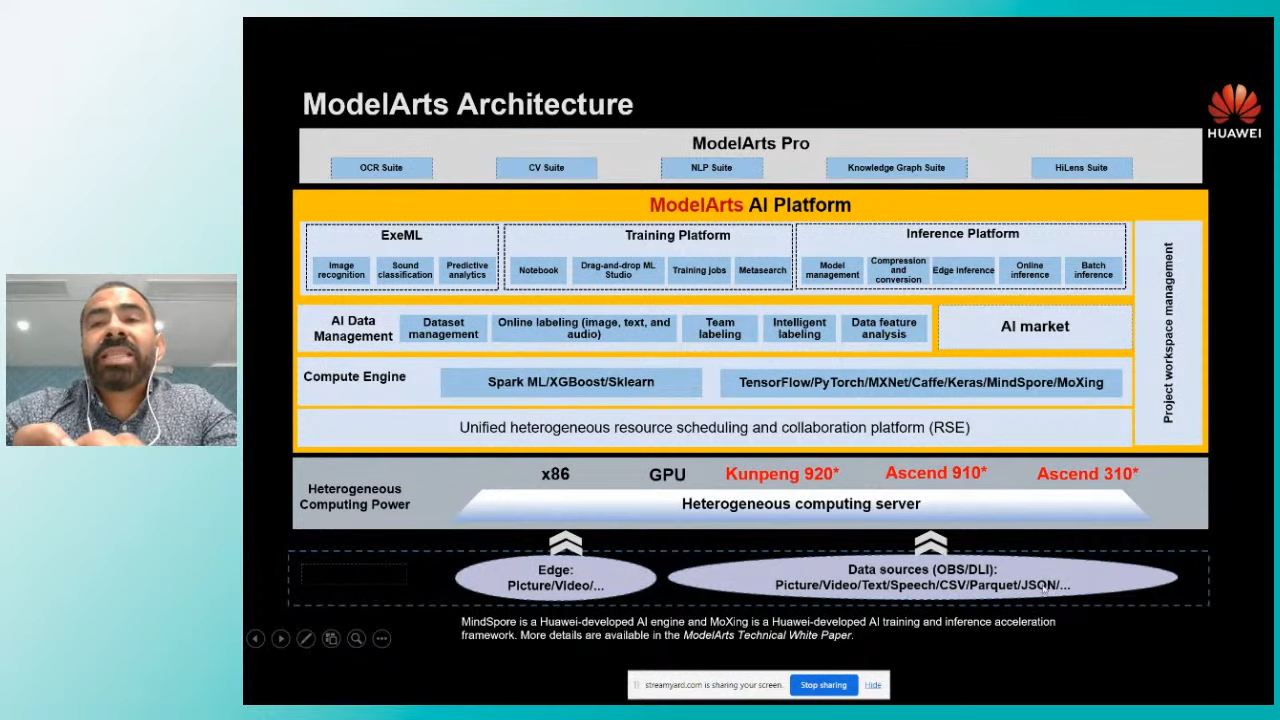 ModelArts Architecture
HUAWEI
ModelArts Pro
OCR Suite
CV Suite
NLP Suite
Knowledge Graph Suite
HiLens Suite
ModelArts AI Platform
ExeML
Image
recognition
Sound
classification
Predictive
analytics
Training Platform
Notebook
Drag-and-drop ML
Studio
Training jobs
Metasearch
Inference Platform
Model
management
Compression
and
conversion
Edge inference
Online
inference
Batch
inference
Project workspace management
AI Data
Management
Dataset
management
Online labeling (image, text, and
audio)
Team
labeling
Intelligent
labeling
Data feature
analysis
AI market
Compute Engine
Spark ML/XGBoost/Sklearn
TensorFlow/PyTorch/MXNet/Caffe/Keras/MindSpore/MoXing
Unified heterogeneous resource scheduling and collaboration platform (RSE)
Heterogeneous
Computing Power
x86
GPU
Kunpeng 920*
Ascend 910*
Ascend 310*
Heterogeneous computing server
Edge:
Picture/Video/...
Data sources (OBS/DLI):
Picture/Video/Text/Speech/CSV/Parquet/JSON/...
MindSpore is a Huawei-developed AI engine and MoXing is a Huawei-developed AI training and inference acceleration
framework. More details are available in the ModelArts Technical White Paper.
streamyard.com is sharing your screen.
Stop sharing
Hide